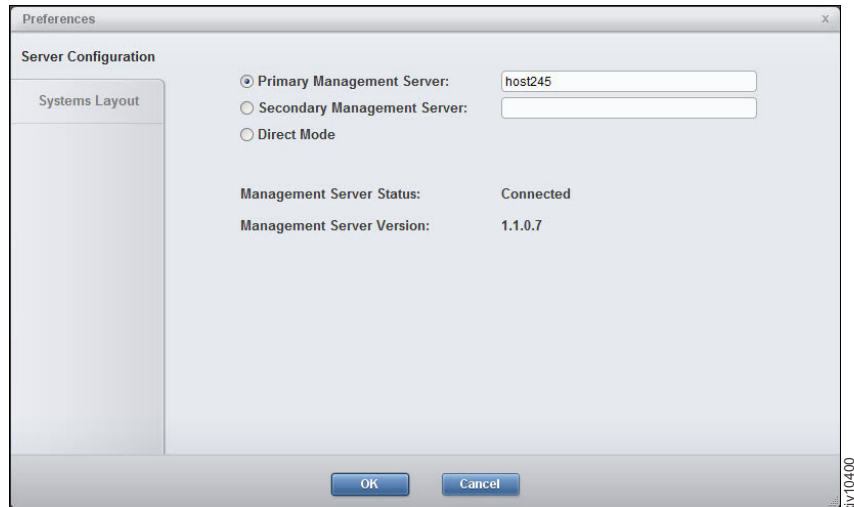 Preferences
x
Server Configuration
Systems Layout
Primary Management Server: host245
Secondary Management Server:
Direct Mode
Management Server Status: Connected
Management Server Version: 1.1.0.7
OK Cancel
xiv10400